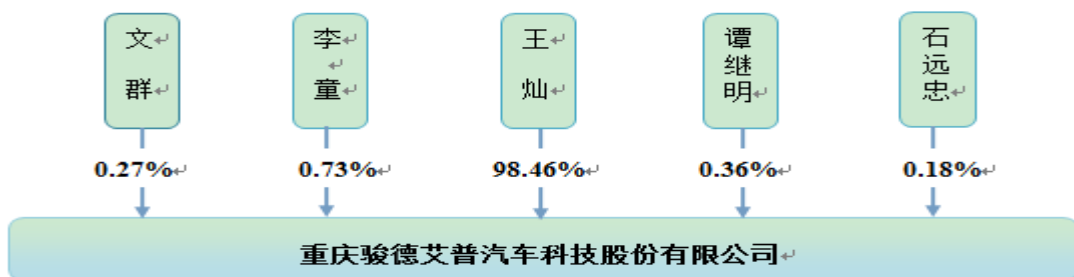 文群
李童
王灿
谭继明
石远忠
0.27%
0.73%
98.46%
0.36%
0.18%
重庆骏德艾普汽车科技股份有限公司